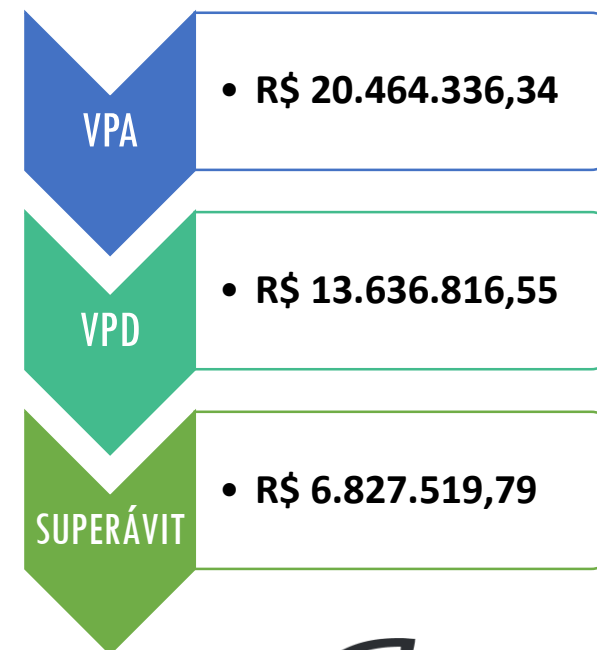 VPA
• R$ 20.464.336,34
VPD
• R$ 13.636.816,55
SUPERÁVIT
• R$ 6.827.519,79